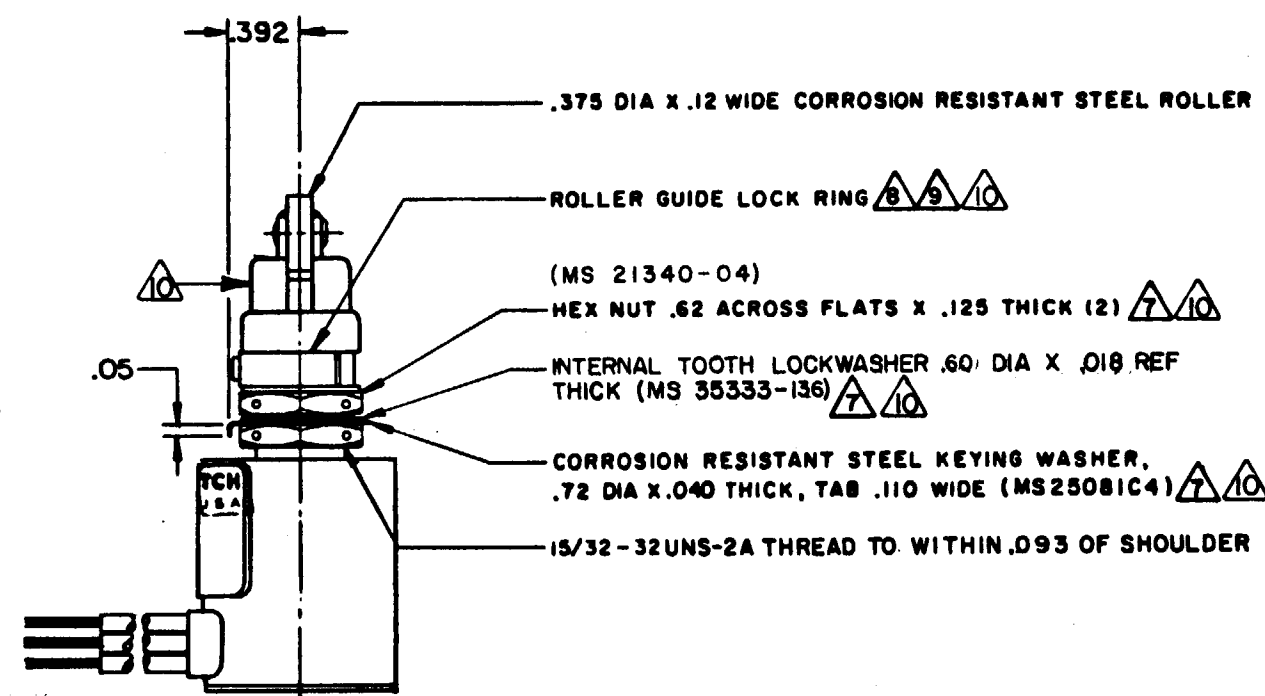 .392
.375 DIA X .12 WIDE CORROSION RESISTANT STEEL ROLLER
ROLLER GUIDE LOCK RING 8 9 10
10
(MS 21340-04)
HEX NUT .62 ACROSS FLATS X .125 THICK (2) 7 10
.05
INTERNAL TOOTH LOCKWASHER .60 DIA X .018 REF
THICK (MS 35333-136) 7 10
CORROSION RESISTANT STEEL KEYING WASHER,
.72 DIA X .040 THICK, TAB .110 WIDE (MS25081C4) 7 10
TCH
USA
15/32-32UNS-2A THREAD TO WITHIN .093 OF SHOULDER